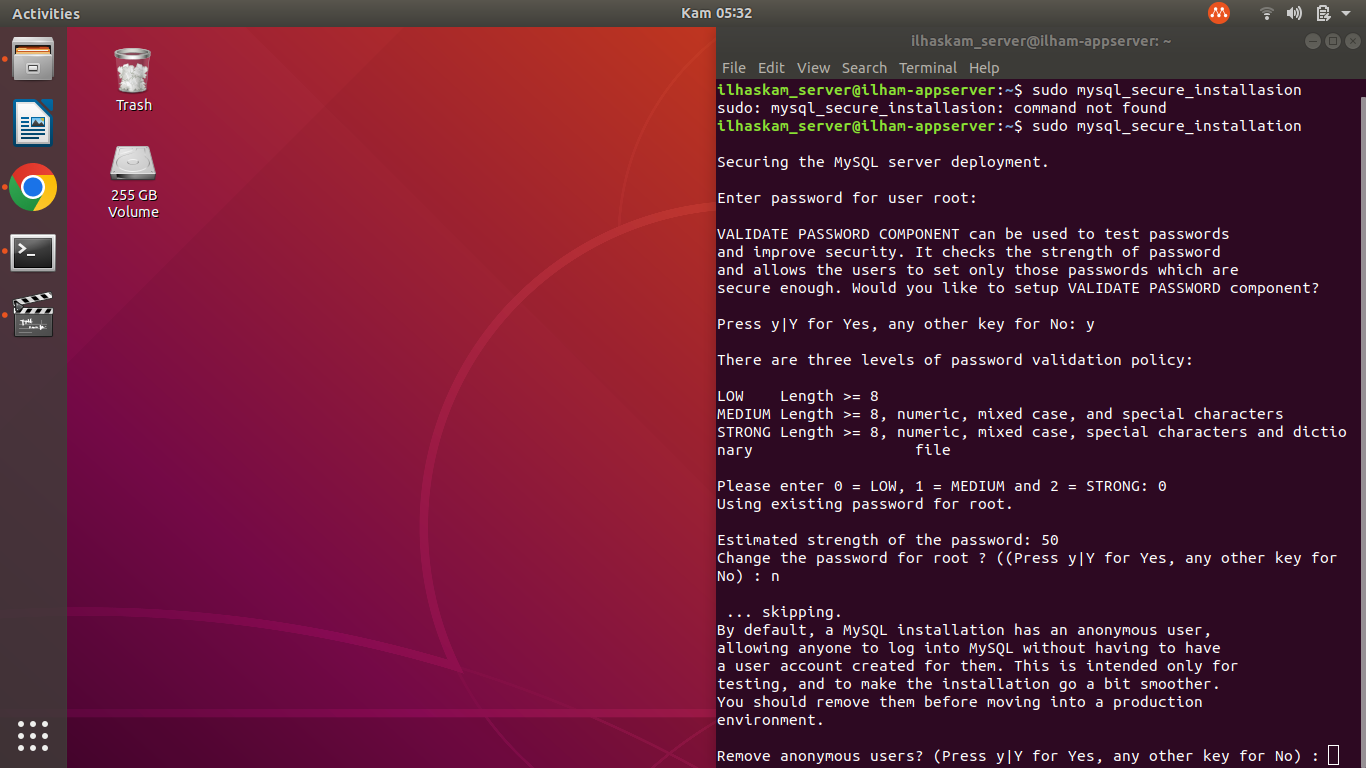 Activities
Kam 05:32
Trash
255 GB
Volume
ilhaskam_server@ilham-appserver: ~
File Edit View Search Terminal Help
ilhaskam_server@ilham-appserver:~$ sudo mysql_secure_installasion
sudo: mysql_secure_installasion: command not found
ilhaskam_server@ilham-appserver:~$ sudo mysql_secure_installation
Securing the MySQL server deployment.
Enter password for user root:
VALIDATE PASSWORD COMPONENT can be used to test passwords
and improve security. It checks the strength of password
and allows the users to set only those passwords which are
secure enough. Would you like to setup VALIDATE PASSWORD component?
Press y|Y for Yes, any other key for No: y
There are three levels of password validation policy:
LOW    Length >= 8
MEDIUM Length >= 8, numeric, mixed case, and special characters
STRONG Length >= 8, numeric, mixed case, special characters and dictio
nary                  file
Please enter 0 = LOW, 1 = MEDIUM and 2 = STRONG: 0
Using existing password for root.
Estimated strength of the password: 50
Change the password for root ? ((Press y|Y for Yes, any other key for
No) : n
... skipping.
By default, a MySQL installation has an anonymous user,
allowing anyone to log into MySQL without having to have
a user account created for them. This is intended only for
testing, and to make the installation go a bit smoother.
You should remove them before moving into a production
environment.
Remove anonymous users? (Press y|Y for Yes, any other key for No) :